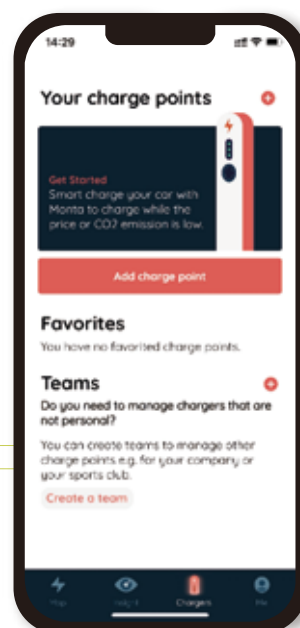 14:29
Your charge points
Get Started
Smart charge your car with
Monta to charge while the
price or CO2 emission is low.
Add charge point
Favorites
You have no favorited charge points.
Teams
Do you need to manage chargers that are
not personal?
You can create teams to manage other
charge points e.g. for your company or
your sports club.
Create a team
Map
Insight
Chargers
Me